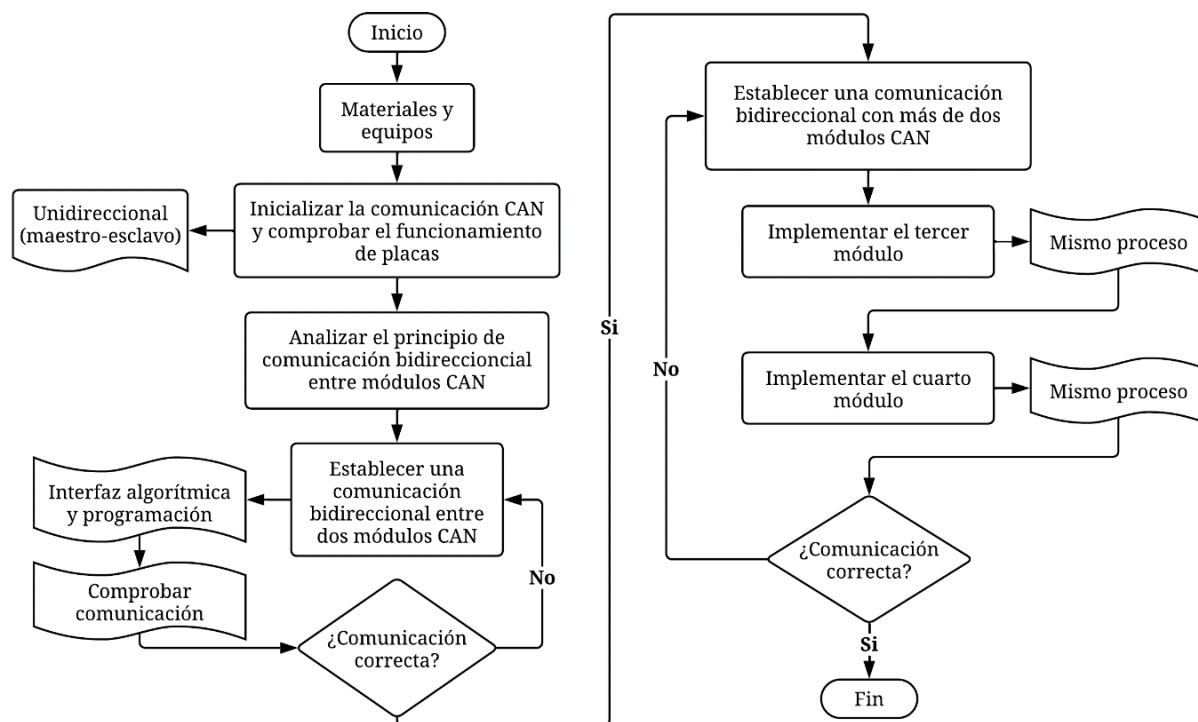 Inicio
Materiales y
equipos
Inicializar la comunicación CAN
y comprobar el funcionamiento
de placas
Unidireccional
(maestro-esclavo)
Analizar el principio de
comunicación bidireccioncial
entre módulos CAN
Establecer una
comunicación
bidireccional entre
dos módulos CAN
Interfaz algorítmica
y programación
Comprobar
comunicación
¿Comunicación
correcta?
No
Si
Establecer una comunicación
bidireccional con más de dos
módulos CAN
Implementar el tercer
módulo
Mismo proceso
Implementar el cuarto
módulo
Mismo proceso
¿Comunicación
correcta?
No
Si
Fin